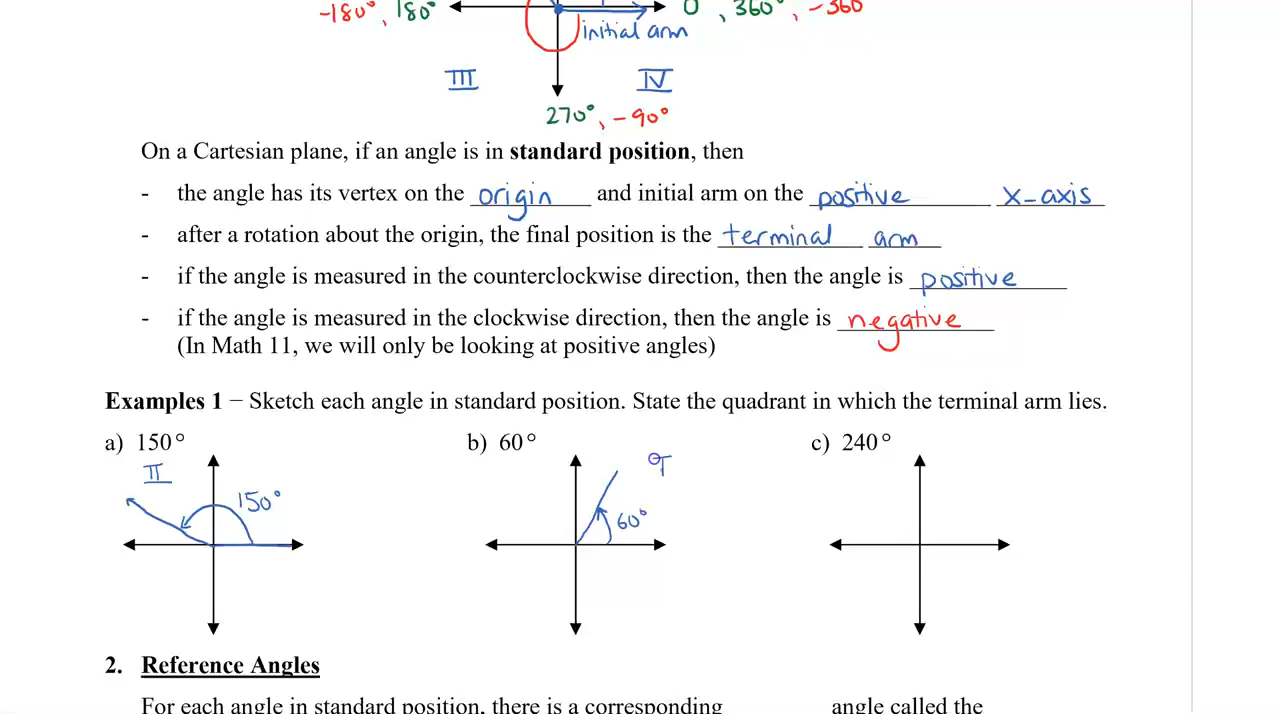 -180°, 180° 0°, 360°, -360
initial arm
III IV
270°, -90°
On a Cartesian plane, if an angle is in standard position, then
- the angle has its vertex on the origin and initial arm on the positive x-axis
- after a rotation about the origin, the final position is the terminal arm
- if the angle is measured in the counterclockwise direction, then the angle is positive
- if the angle is measured in the clockwise direction, then the angle is negative
(In Math 11, we will only be looking at positive angles)
Examples 1 − Sketch each angle in standard position. State the quadrant in which the terminal arm lies.
a) 150° b) 60° c) 240°
II
150° 60°
2. Reference Angles
For each angle in standard position, there is a corresponding angle called the